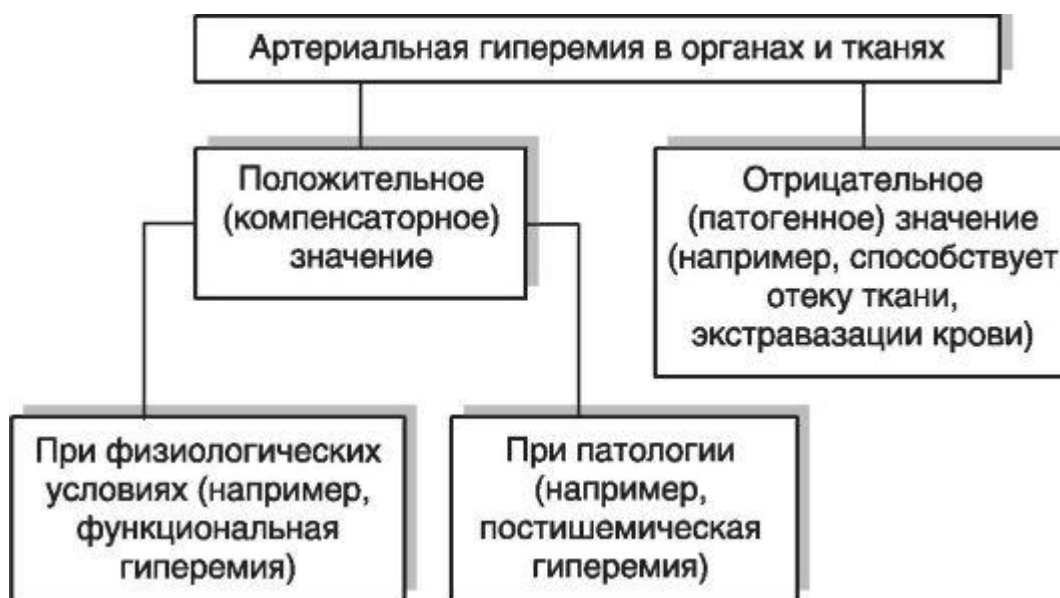 Артериальная гиперемия в органах и тканях
Положительное
(компенсаторное)
значение
Отрицательное
(патогенное) значение
(например, способствует
отеку ткани,
экстравазации крови)
При физиологических
условиях (например,
функциональная
гиперемия)
При патологии
(например,
постишемическая
гиперемия)